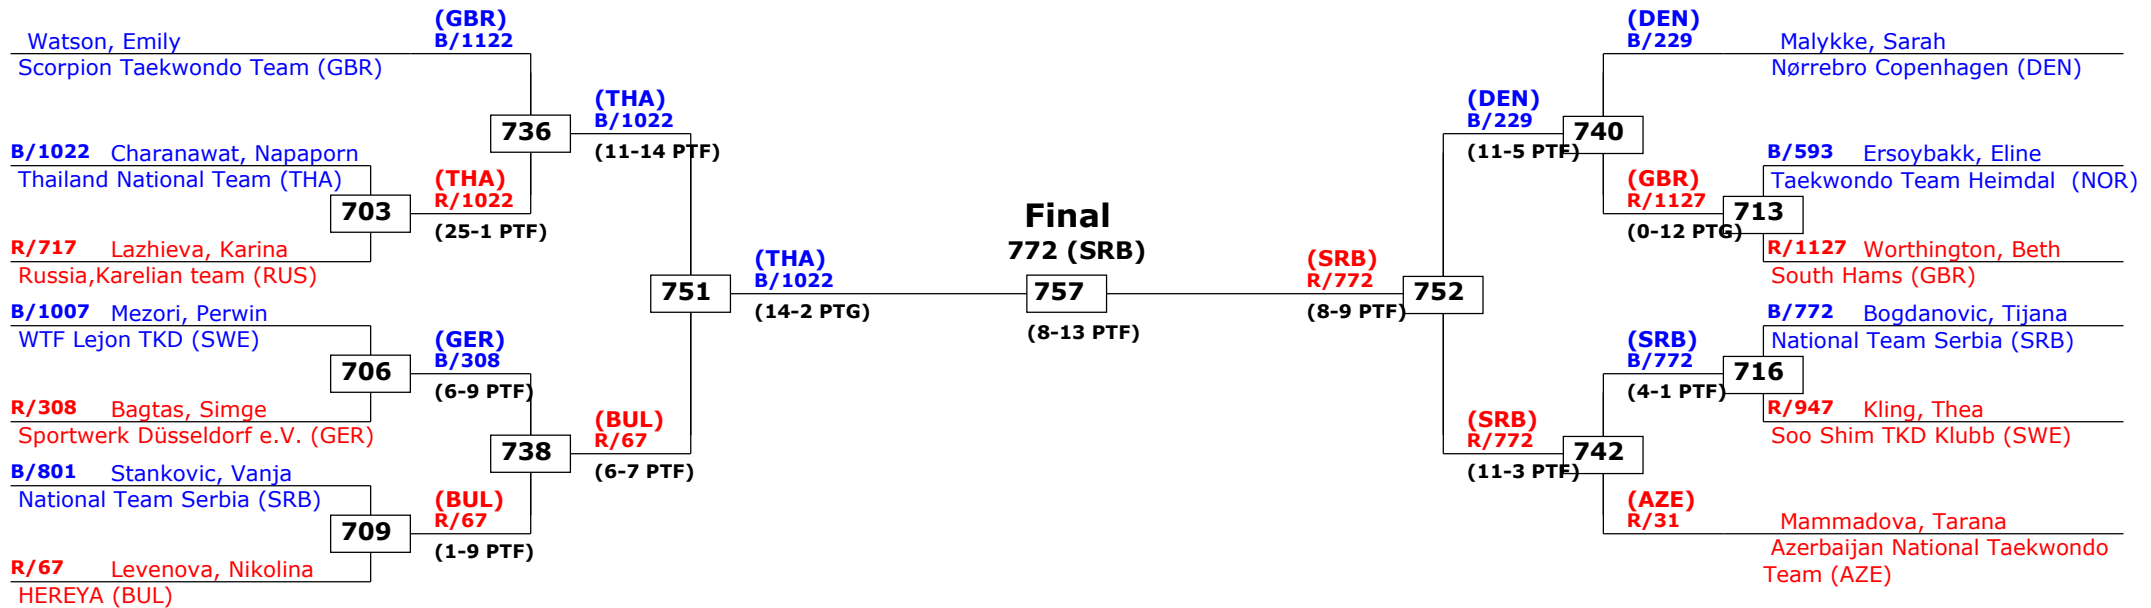 (GBR)
B/1122
Watson, Emily
Scorpion Taekwondo Team (GBR)
736
(THA)
B/1022
(11-14 PTF)
B/1022 Charanawat, Napaporn
Thailand National Team (THA)
703
(THA)
R/1022
(25-1 PTF)
R/717 Lazhieva, Karina
Russia,Karelian team (RUS)
751
(THA)
B/1022
(14-2 PTG)
B/1007 Mezori, Perwin
WTF Lejon TKD (SWE)
706
(GER)
B/308
(6-9 PTF)
R/308 Bagtas, Simge
Sportwerk Düsseldorf e.V. (GER)
738
(BUL)
R/67
(6-7 PTF)
B/801 Stankovic, Vanja
National Team Serbia (SRB)
709
(BUL)
R/67
(1-9 PTF)
R/67 Levenova, Nikolina
HEREYA (BUL)
Final
772 (SRB)
757
(8-13 PTF)
(DEN)
B/229
Malykke, Sarah
Nørrebro Copenhagen (DEN)
(DEN)
B/229
(11-5 PTF)
740
B/593 Ersoybakk, Eline
Taekwondo Team Heimdal (NOR)
(GBR)
R/1127
(0-12 PTG)
713
R/1127 Worthington, Beth
South Hams (GBR)
(SRB)
R/772
(8-9 PTF)
752
B/772 Bogdanovic, Tijana
National Team Serbia (SRB)
(SRB)
B/772
(4-1 PTF)
716
R/947 Kling, Thea
Soo Shim TKD Klubb (SWE)
(SRB)
R/772
(11-3 PTF)
742
(AZE)
R/31
Mammadova, Tarana
Azerbaijan National Taekwondo
Team (AZE)